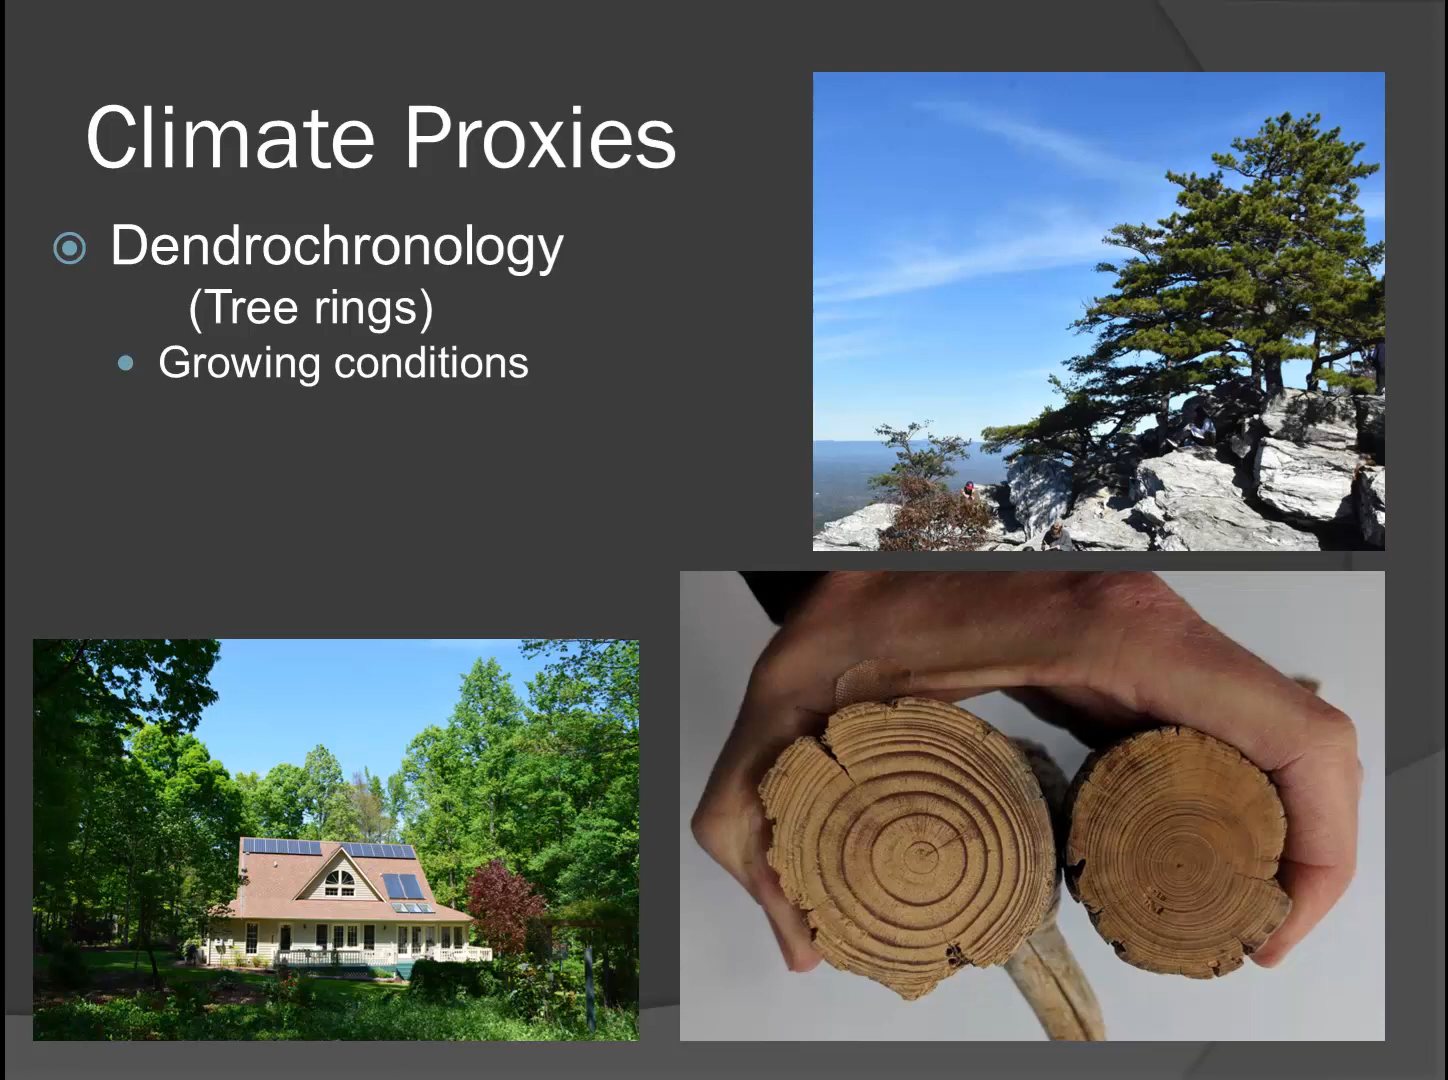 Climate Proxies
Dendrochronology
(Tree rings)
Growing conditions